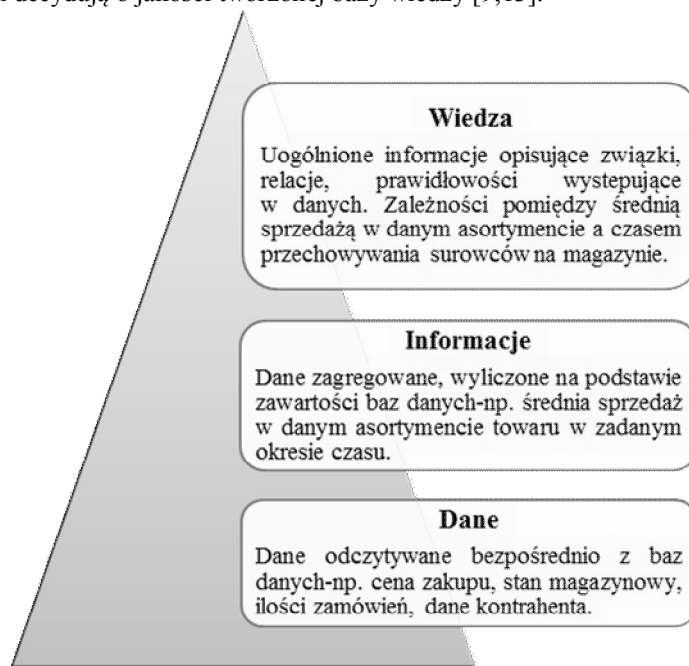 decydują o jakości tworzonej bazy wiedzy [9,13].
Wiedza
Uogólnione informacje opisujące związki,
relacje, prawidłowości wystepujące
w danych. Zależności pomiędzy średnią
sprzedażą w danym asortymencie a czasem
przechowywania surowców na magazynie.
Informacje
Dane zagregowane, wyliczone na podstawie
zawartości baz danych-np. średnia sprzedaż
w danym asortymencie towaru w zadanym
okresie czasu.
Dane
Dane odczytywane bezpośrednio z baz
danych-np. cena zakupu, stan magazynowy,
ilości zamówień, dane kontrahenta.